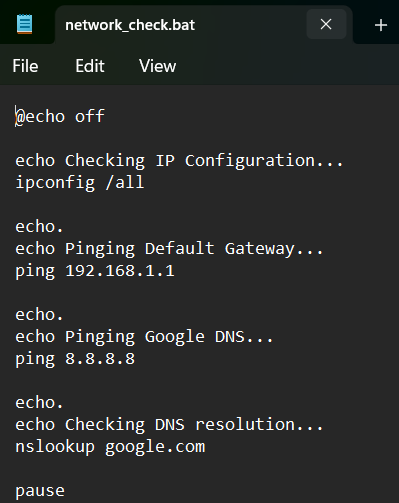 network_check.bat
File Edit View
@echo off
echo Checking IP Configuration...
ipconfig /all
echo.
echo Pinging Default Gateway...
ping 192.168.1.1
echo.
echo Pinging Google DNS...
ping 8.8.8.8
echo.
echo Checking DNS resolution...
nslookup google.com
pause